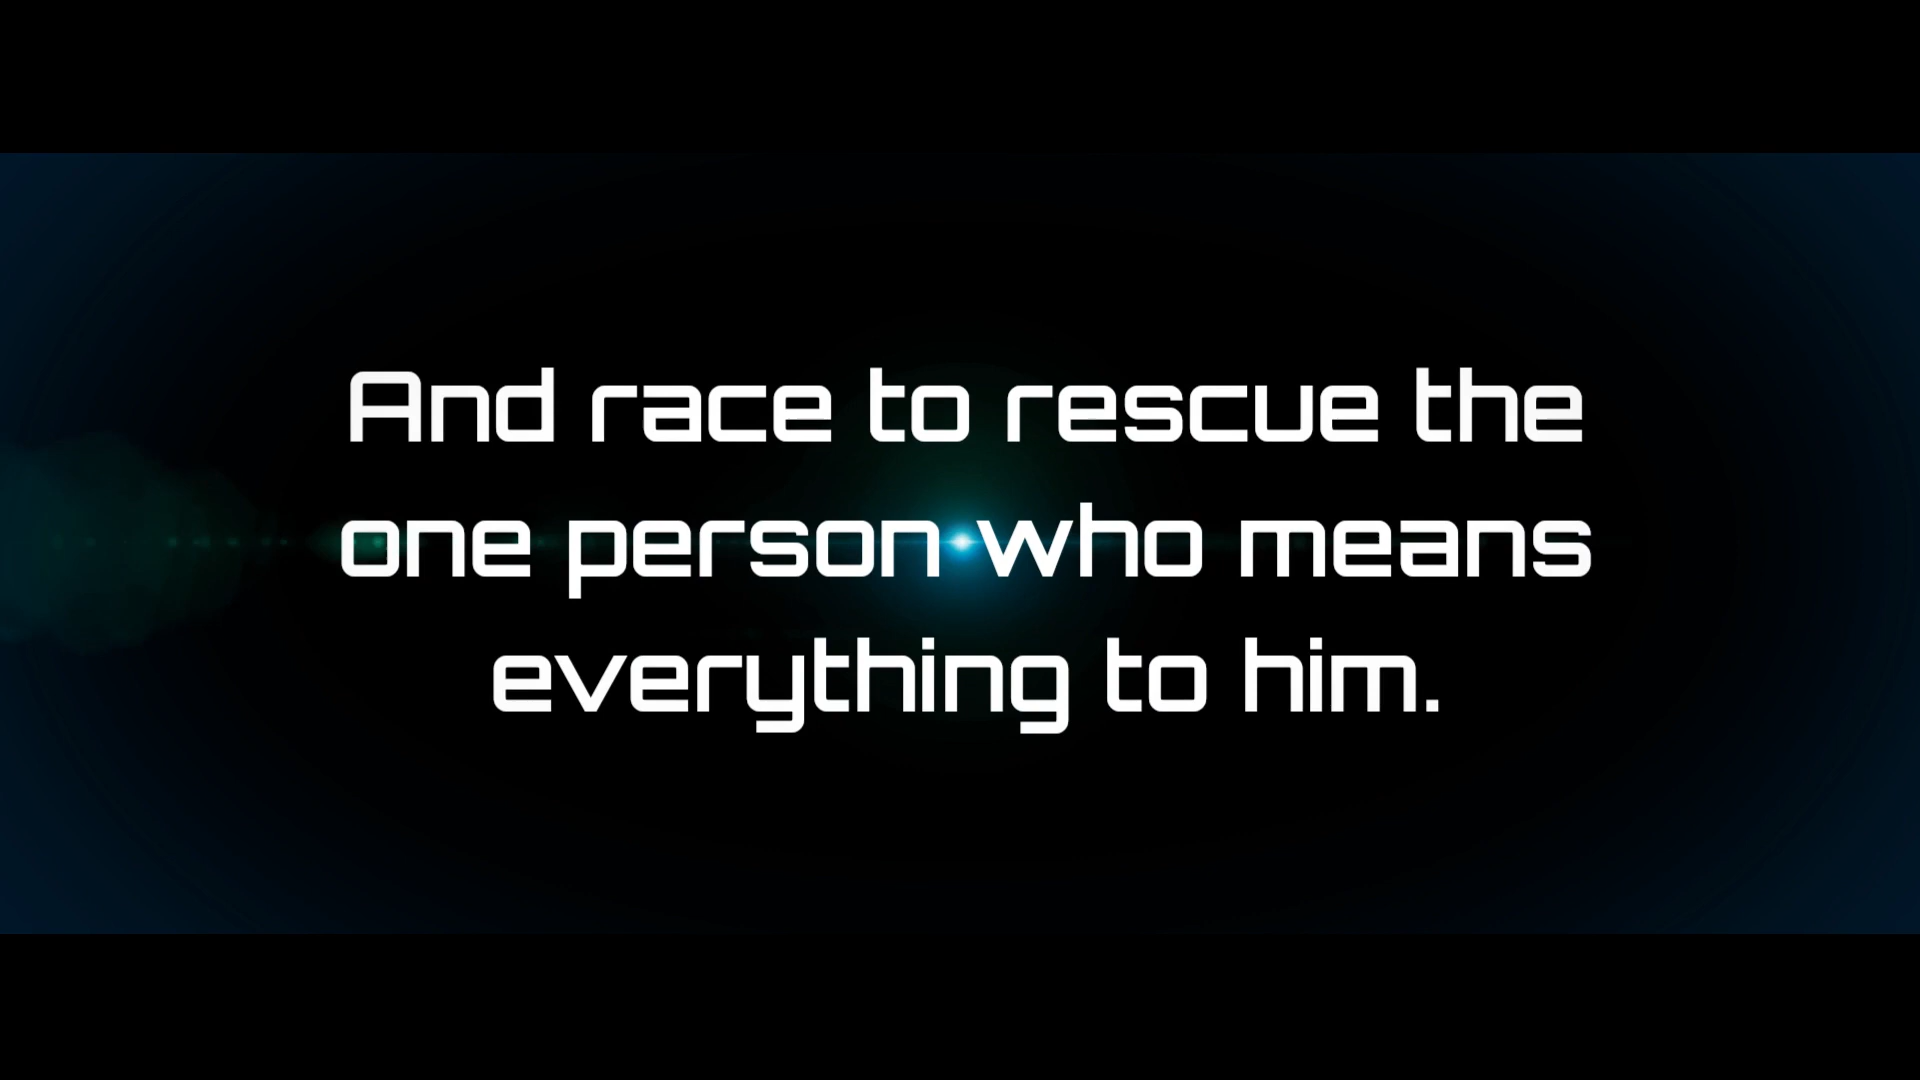 And race to rescue the
one person who means
everything to him.